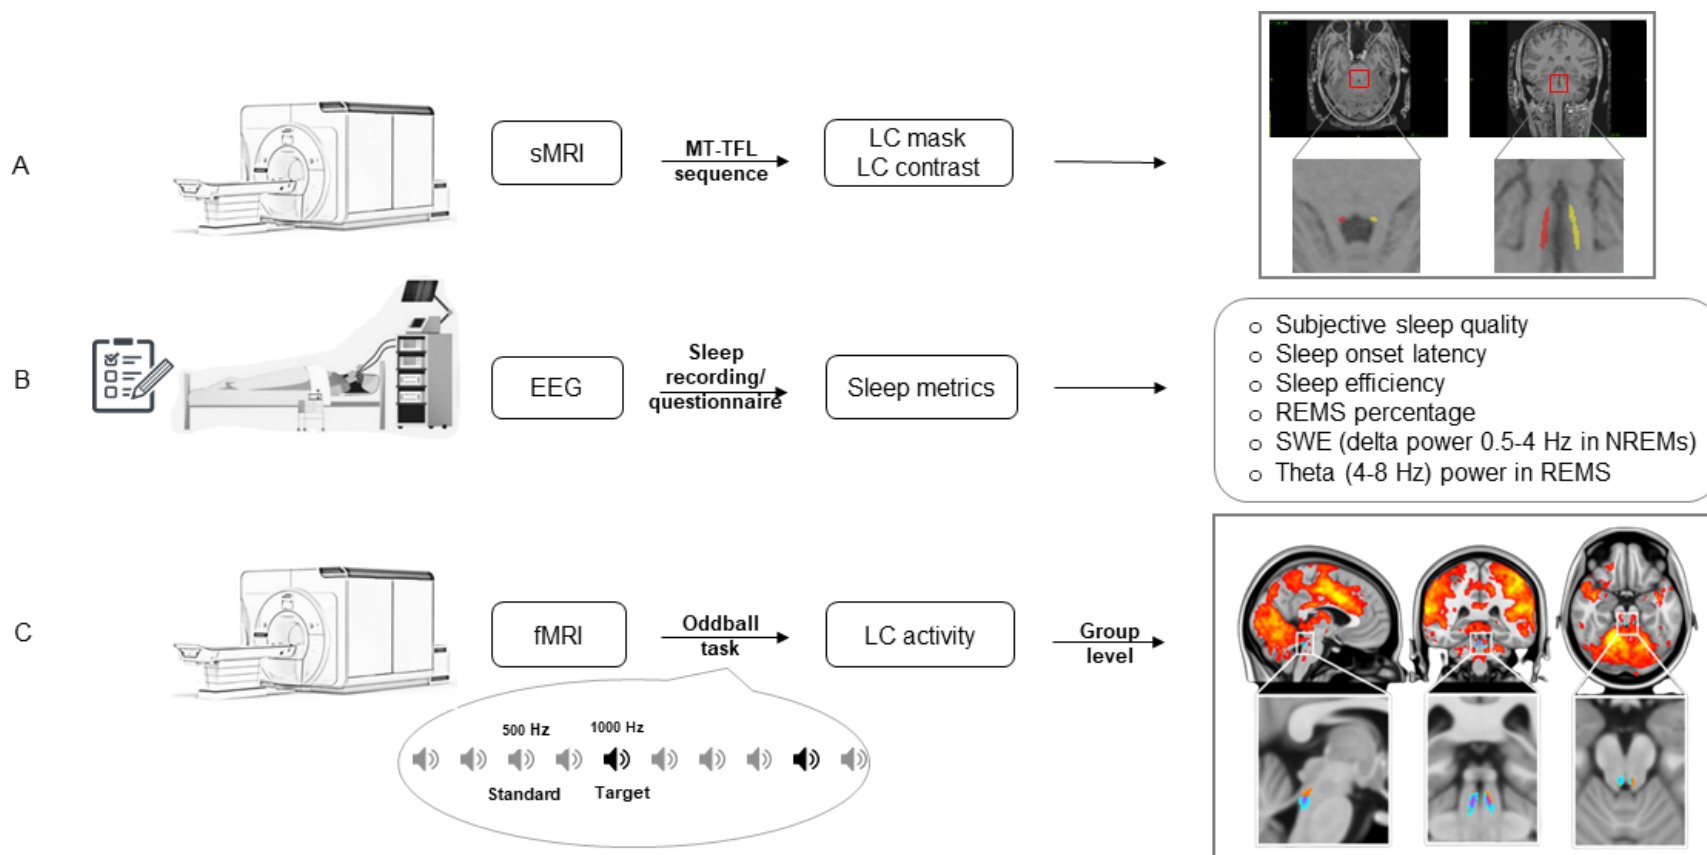 A
sMRI
MT-TFL
sequence
LC mask
LC contrast
B
EEG
Sleep
recording/
questionnaire
Sleep metrics
o Subjective sleep quality
o Sleep onset latency
o Sleep efficiency
o REMS percentage
o SWE (delta power 0.5-4 Hz in NREMs)
o Theta (4-8 Hz) power in REMS
C
fMRI
Oddball
task
LC activity
Group
level
500 Hz
1000 Hz
Standard
Target